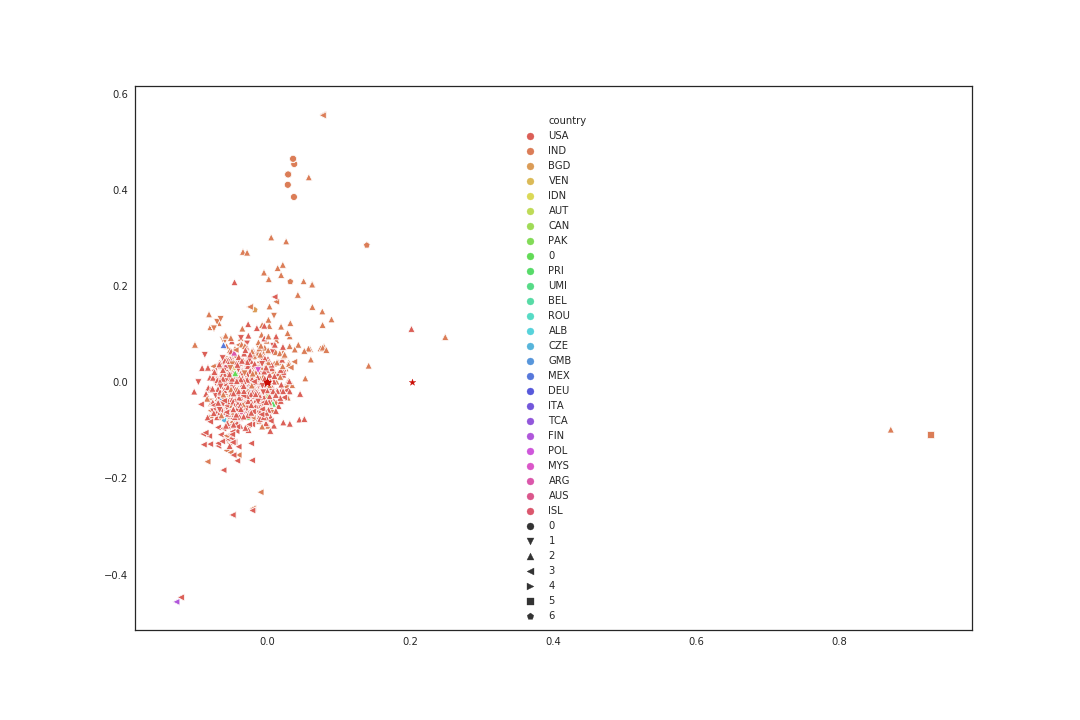 0.6
0.4
0.2
0.0
−0.2
−0.4
0.0
0.2
0.4
0.6
0.8
country
USA
IND
BGD
VEN
IDN
AUT
CAN
PAK
0
PRI
UMI
BEL
ROU
ALB
CZE
GMB
MEX
DEU
ITA
TCA
FIN
POL
MYS
ARG
AUS
ISL
0
1
2
3
4
5
6